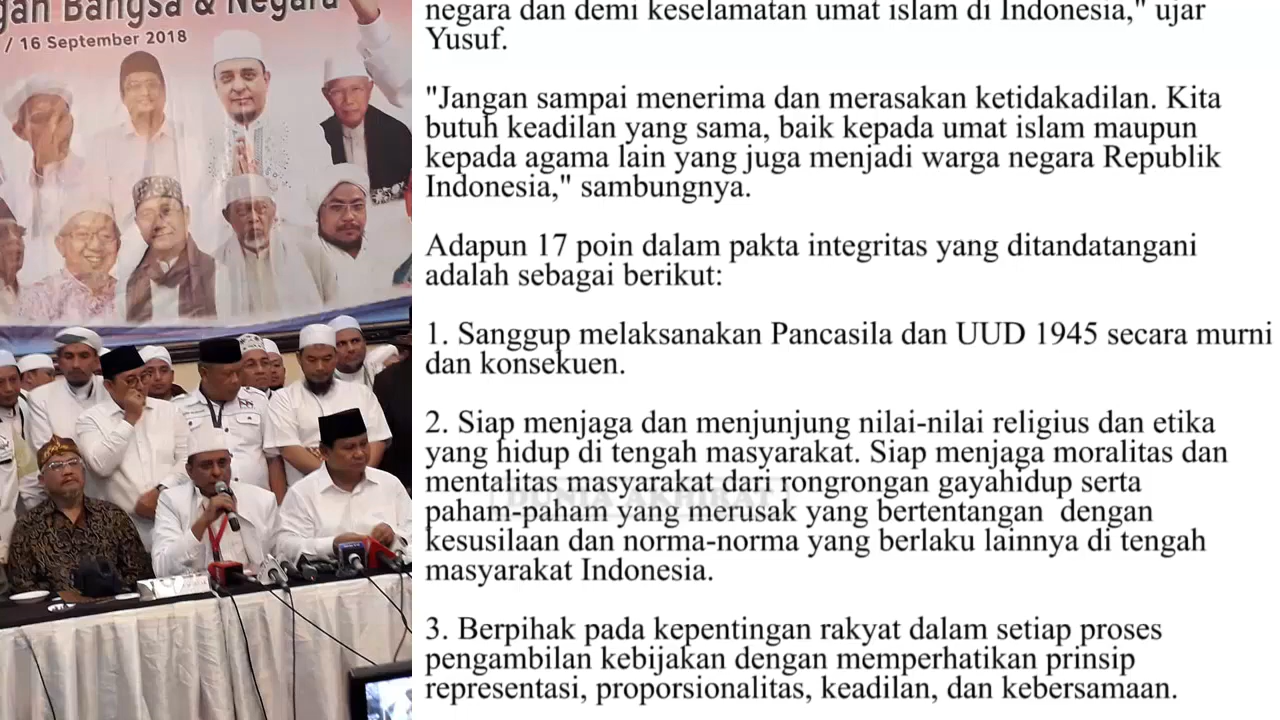 gan Bangsa & Negara
/ 16 September 2018
negara dan demi keselamatan umat islam di Indonesia," ujar
Yusuf.
"Jangan sampai menerima dan merasakan ketidakadilan. Kita
butuh keadilan yang sama, baik kepada umat islam maupun
kepada agama lain yang juga menjadi warga negara Republik
Indonesia," sambungnya.
Adapun 17 poin dalam pakta integritas yang ditandatangani
adalah sebagai berikut:
1. Sanggup melaksanakan Pancasila dan UUD 1945 secara murni
dan konsekuen.
2. Siap menjaga dan menjunjung nilai-nilai religius dan etika
yang hidup di tengah masyarakat. Siap menjaga moralitas dan
mentalitas masyarakat dari rongrongan gayahidup serta
paham-paham yang merusak yang bertentangan  dengan
kesusilaan dan norma-norma yang berlaku lainnya di tengah
masyarakat Indonesia.
3. Berpihak pada kepentingan rakyat dalam setiap proses
pengambilan kebijakan dengan memperhatikan prinsip
representasi, proporsionalitas, keadilan, dan kebersamaan.
DUNIA AKHIRAT